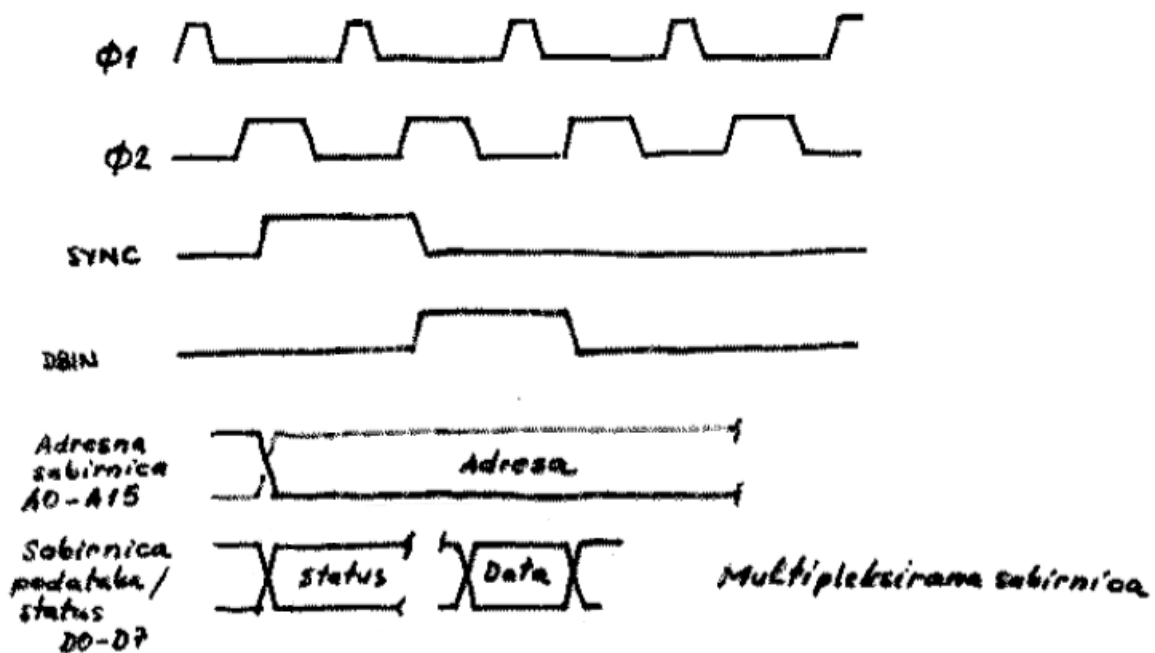 Φ1
Φ2
SYNC
DBIN
Adresna
sabirnica
A0-A15
Adresa
Sabirnica
podataka/
status
D0-D7
Status
Data
Multipleksirana sabirnica